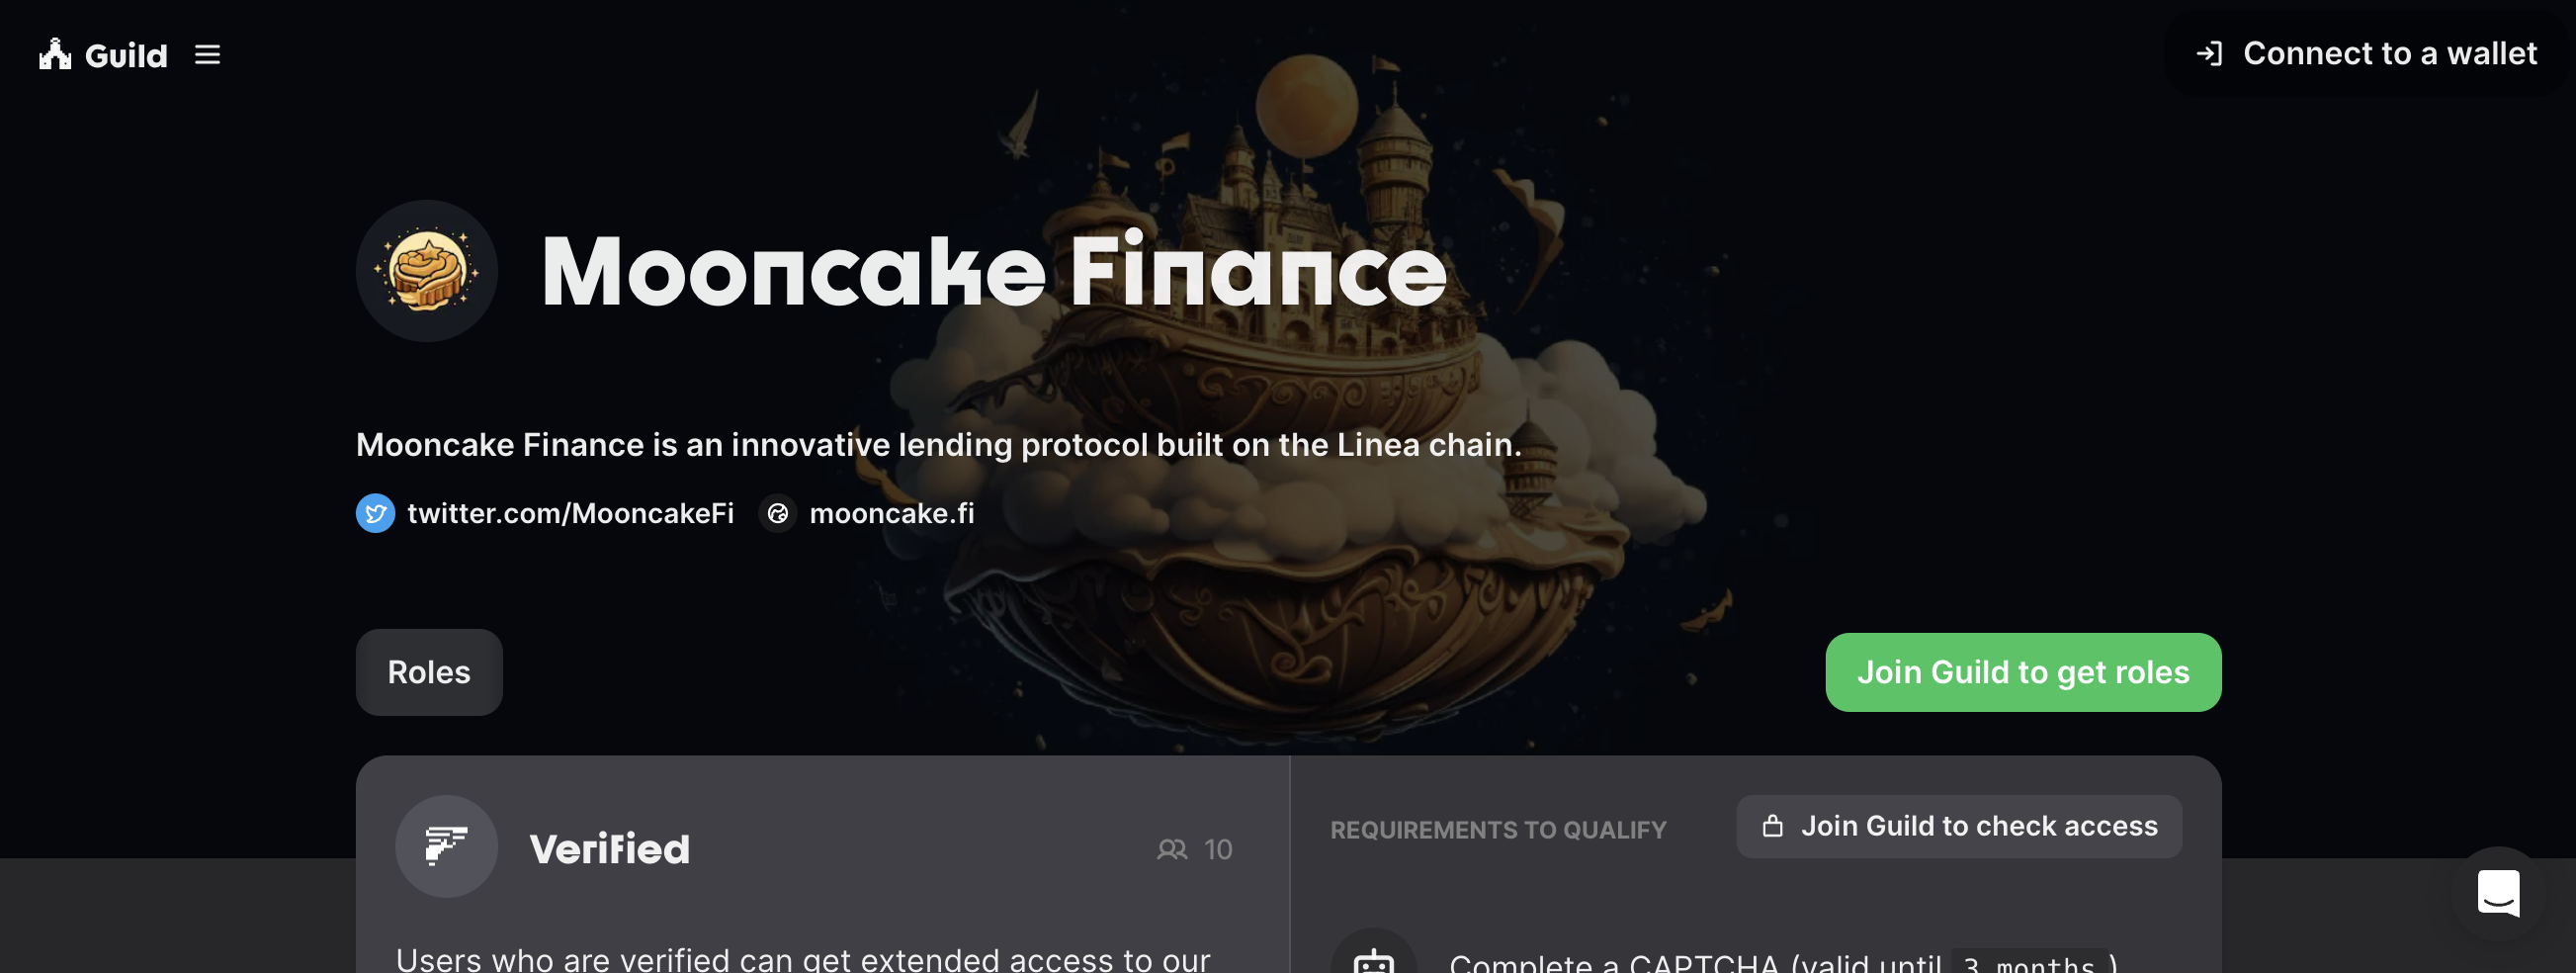 Guild
Connect to a wallet
Mooncake Finance
Mooncake Finance is an innovative lending protocol built on the Linea chain.
twitter.com/MooncakeFi mooncake.fi
Roles
Join Guild to get roles
Verified
10
REQUIREMENTS TO QUALIFY
Join Guild to check access
Users who are verified can get extended access to our
Complete a CAPTCHA (valid until 3 months )